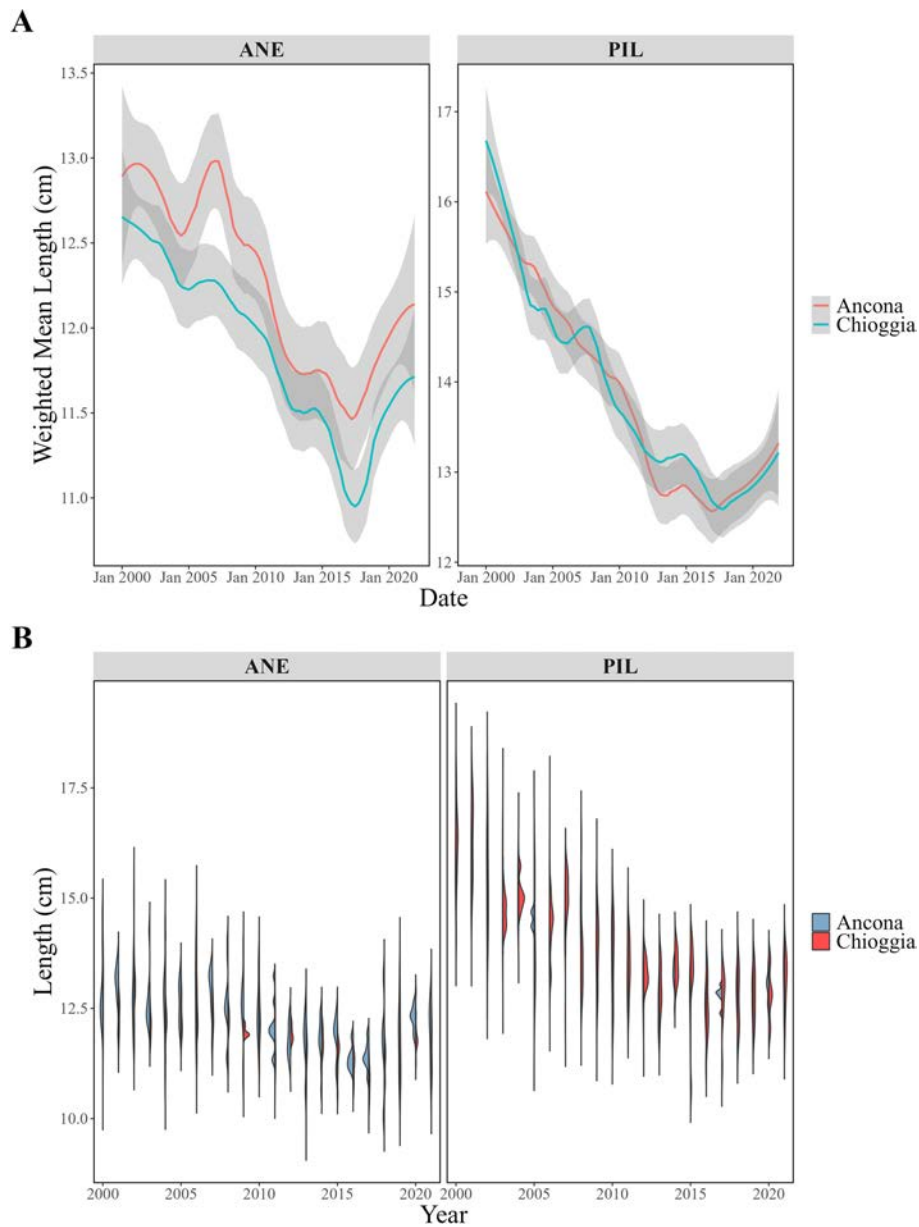 A
ANE
PIL
Weighted Mean Length (cm)
13.5
13.0
12.5
12.0
11.5
11.0
17
16
15
14
13
12
Jan 2000 Jan 2005 Jan 2010 Jan 2015 Jan 2020
Jan 2000 Jan 2005 Jan 2010 Jan 2015 Jan 2020
Date
Ancona
Chioggia
B
ANE
PIL
Length (cm)
17.5
15.0
12.5
10.0
2000 2005 2010 2015 2020
2000 2005 2010 2015 2020
Year
Ancona
Chioggia